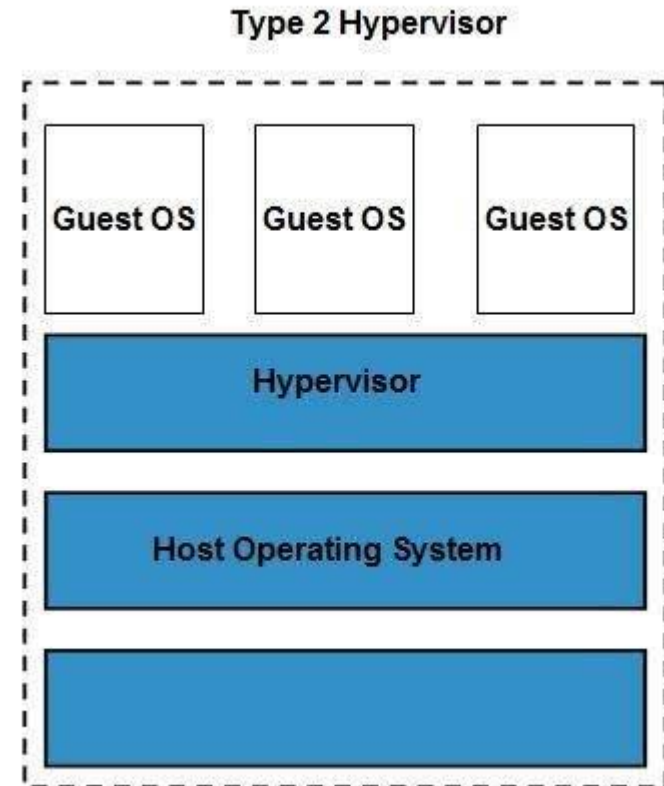 Type 2 Hypervisor
Guest OS
Guest OS
Guest OS
Hypervisor
Host Operating System